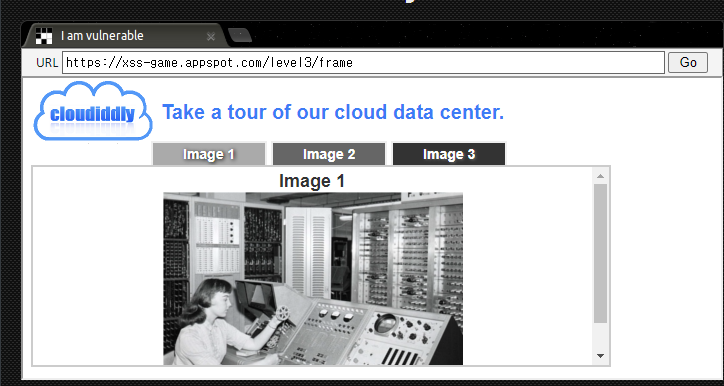 I am vulnerable
URL https://xss-game.appspot.com/level3/frame Go
cloudiddly Take a tour of our cloud data center.
Image 1 Image 2 Image 3
Image 1